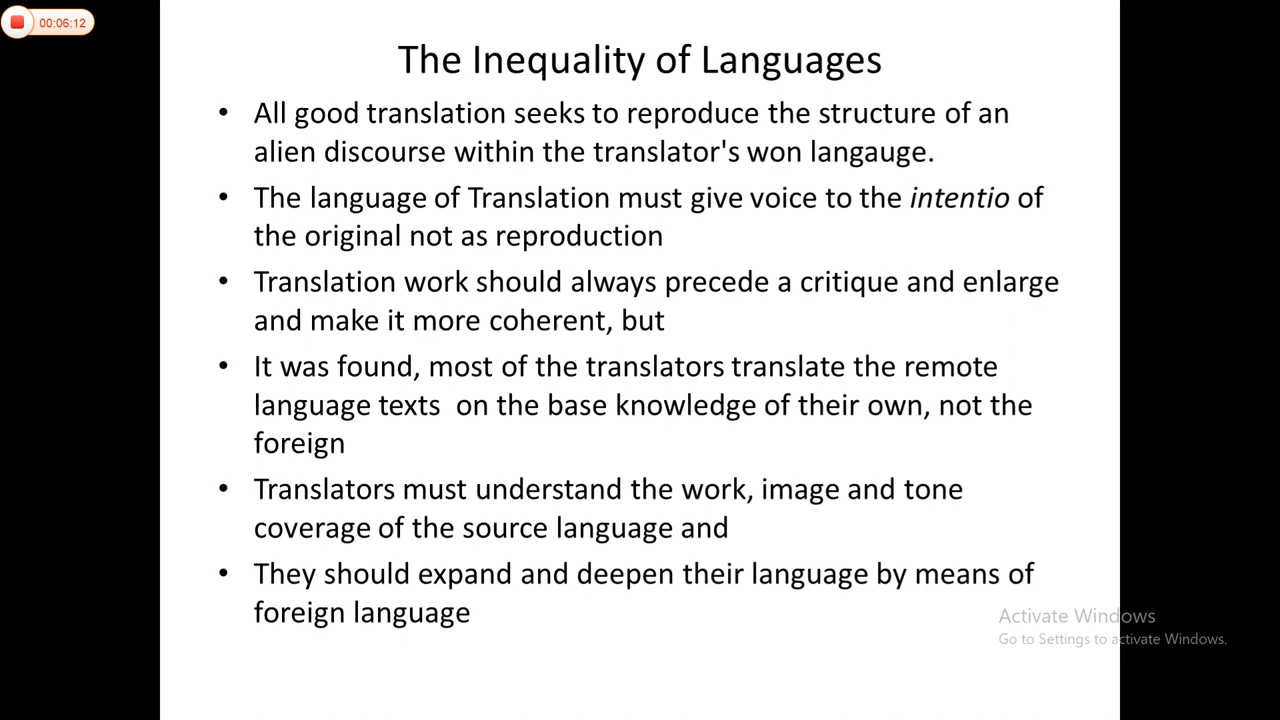 00:06:12
The Inequality of Languages
• All good translation seeks to reproduce the structure of an
alien discourse within the translator's won langauge.
• The language of Translation must give voice to the intentio of
the original not as reproduction
• Translation work should always precede a critique and enlarge
and make it more coherent, but
• It was found, most of the translators translate the remote
language texts  on the base knowledge of their own, not the
foreign
• Translators must understand the work, image and tone
coverage of the source language and
• They should expand and deepen their language by means of
foreign language
Activate Windows
Go to Settings to activate Windows.